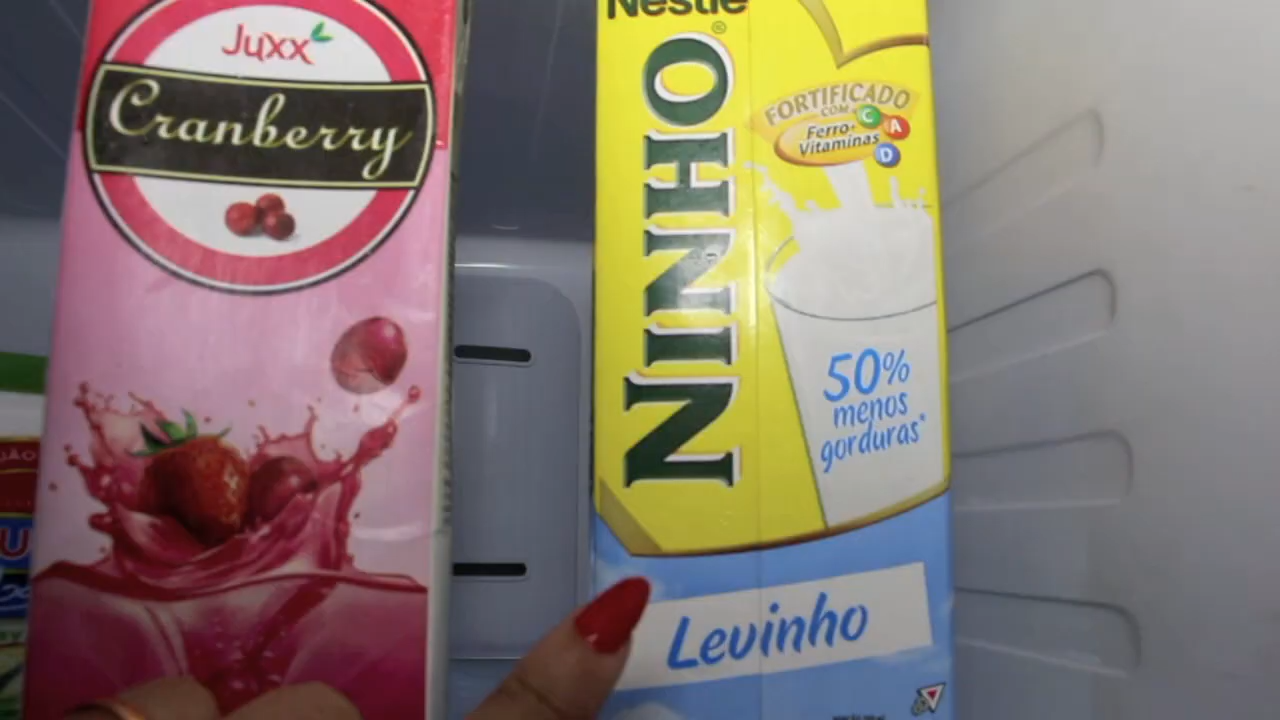 Juxx
Cranberry
Nestlé
NINHO
FORTIFICADO
COM
Ferro-
Vitaminas
C
A
D
50%
menos
gorduras*
Levinho